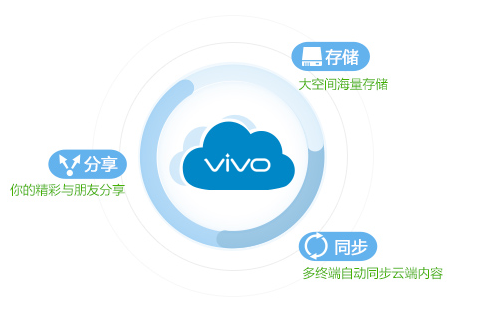 存储
大空间海量存储
vivo
分享
你的精彩与朋友分享
同步
多终端自动同步云端内容